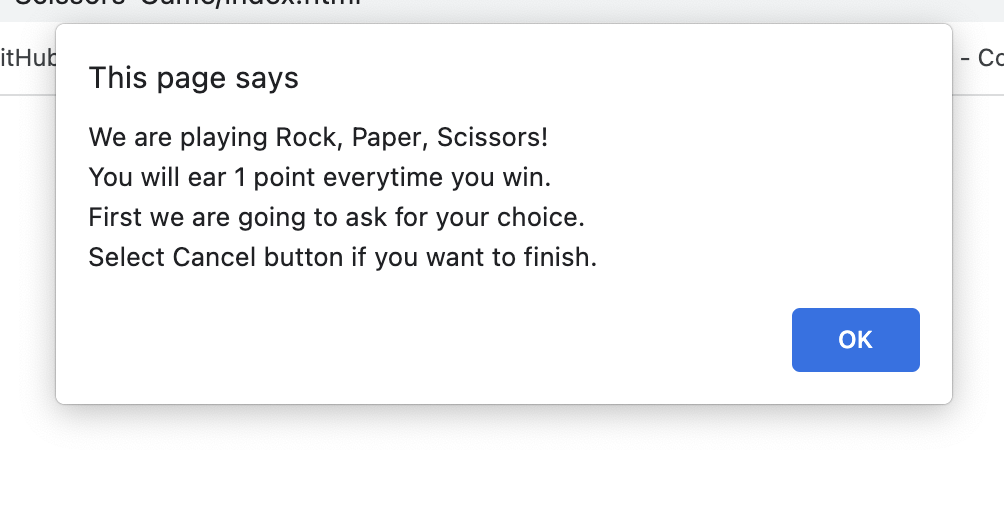 Scissors-Game/index.html
itHub
- Co
This page says
We are playing Rock, Paper, Scissors!
You will ear 1 point everytime you win.
First we are going to ask for your choice.
Select Cancel button if you want to finish.
OK